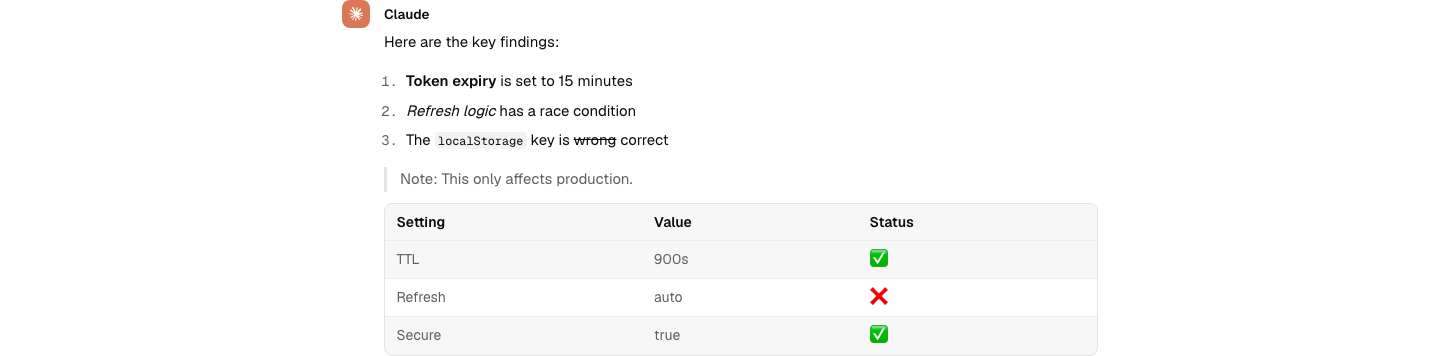 Claude
Here are the key findings:
1. Token expiry is set to 15 minutes
2. Refresh logic has a race condition
3. The localStorage key is wrong correct
Note: This only affects production.
Setting Value Status
TTL 900s ✅
Refresh auto ❌
Secure true ✅